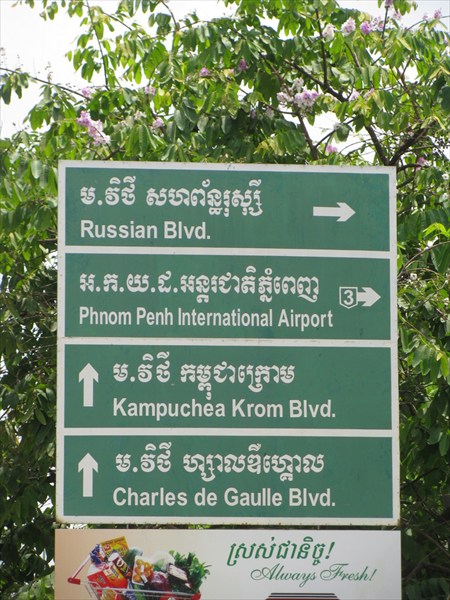 ម.វិថី សហព័ន្ធរុស្ស៊ី
Russian Blvd.
អ.ក.យ.ដ.អន្តរជាតិភ្នំពេញ
3
Phnom Penh International Airport
ម.វិថី កម្ពុជាក្រោម
Kampuchea Krom Blvd.
ម.វិថី ហ្សាលឌឺហ្គោល
Charles de Gaulle Blvd.
ស្រស់ជានិច្ច!
Always Fresh!